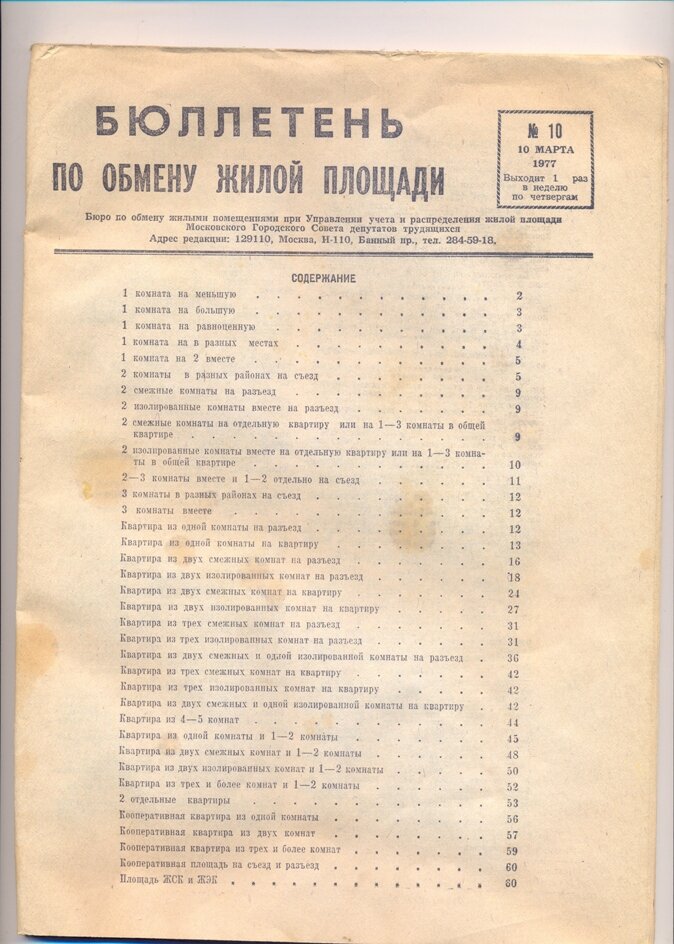 БЮЛЛЕТЕНЬ
ПО ОБМЕНУ ЖИЛОЙ ПЛОЩАДИ
№ 10
10 МАРТА
1977
Выходит 1 раз
в неделю
по четвергам
Бюро по обмену жилыми помещениями при Управлении учета и распределения жилой площади
Московского Городского Совета депутатов трудящихся
Адрес редакции: 129110, Москва, И-110, Банный пр., тел. 284-59-18.
СОДЕРЖАНИЕ
1 комната на меньшую . . . . . . . . . . . . 2
1 комната на большую . . . . . . . . . . . . 3
1 комната на равноценную . . . . . . . . . . . 3
1 комната на в разных местах . . . . . . . . . . 4
1 комната на 2 вместе . . . . . . . . . . . . 5
2 комнаты в разных районах на съезд . . . . . . . . 5
2 смежные комнаты на разъезд . . . . . . . . . . 9
2 изолированные комнаты вместе на разъезд . . . . . . . 9
2 смежные комнаты на отдельную квартиру или на 1—3 комнаты в общей
квартире . . . . . . . . . . . . . . 9
2 изолированные комнаты вместе на отдельную квартиру или на 1—3 комна-
ты в общей квартире . . . . . . . . . . . 10
2—3 комнаты вместе и 1—2 отдельно на съезд . . . . . . 11
3 комнаты в разных районах на съезд . . . . . . . . 12
3 комнаты вместе . . . . . . . . . . . . 12
Квартира из одной комнаты на разъезд . . . . . . . . 12
Квартира из одной комнаты на квартиру . . . . . . . . 13
Квартира из двух смежных комнат на разъезд . . . . . . . 16
Квартира из двух изолированных комнат на разъезд . . . . . . 18
Квартира из двух смежных комнат на квартиру . . . . . . . 24
Квартира из двух изолированных комнат на квартиру . . . . . 27
Квартира из трех смежных комнат на разъезд . . . . . . . 31
Квартира из трех изолированных комнат на разъезд . . . . . . 31
Квартира из двух смежных и одной изолированной комнаты на разъезд . 36
Квартира из трех смежных комнат на квартиру . . . . . . . 42
Квартира из трех изолированных комнат на квартиру . . . . . 42
Квартира из двух смежных и одной изолированной комнаты на квартиру . 42
Квартира из 4—5 комнат . . . . . . . . . . . 44
Квартира из одной комнаты и 1—2 комнаты . . . . . . . 45
Квартира из двух смежных комнат и 1—2 комнаты . . . . . . 48
Квартира из двух изолированных комнат и 1—2 комнаты . . . . . 50
Квартира из трех и более комнат и 1—2 комнаты . . . . . . 52
2 отдельные квартиры . . . . . . . . . . . . 53
Кооперативная квартира из одной комнаты . . . . . . . . 56
Кооперативная квартира из двух комнат . . . . . . . . 57
Кооперативная квартира из трех и более комнат . . . . . . . 59
Кооперативная площадь на съезд и разъезд . . . . . . . . 60
Площадь ЖСК и ЖЭК . . . . . . . . . . . . 60